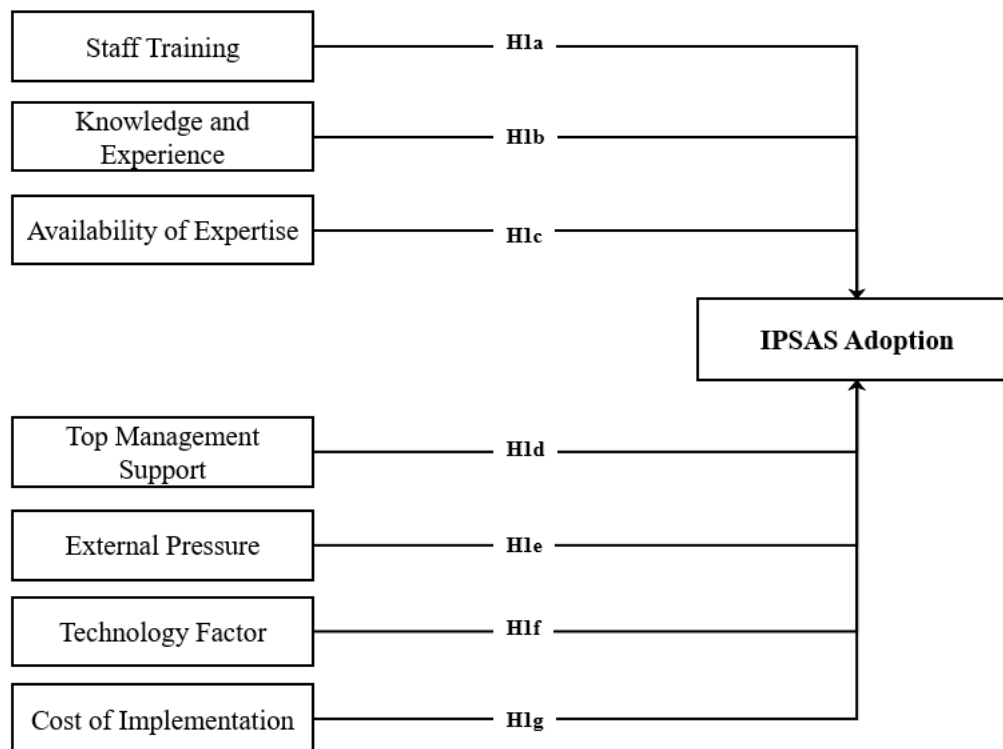 Staff Training
H1a
Knowledge and
Experience
H1b
Availability of Expertise
H1c
IPSAS Adoption
Top Management
Support
H1d
External Pressure
H1e
Technology Factor
H1f
Cost of Implementation
H1g